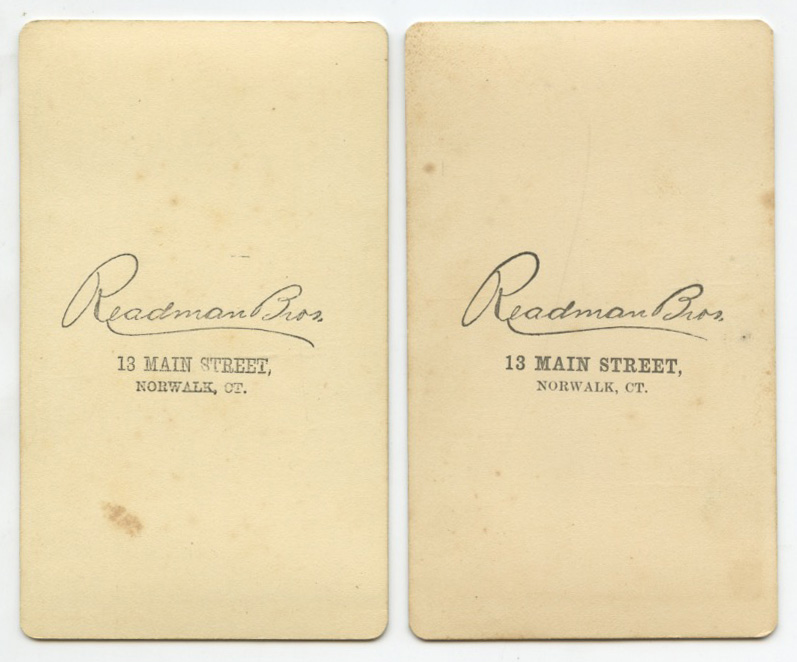 Readman Bros.
13 MAIN STREET,
NORWALK, CT.
Readman Bros.
13 MAIN STREET,
NORWALK, CT.